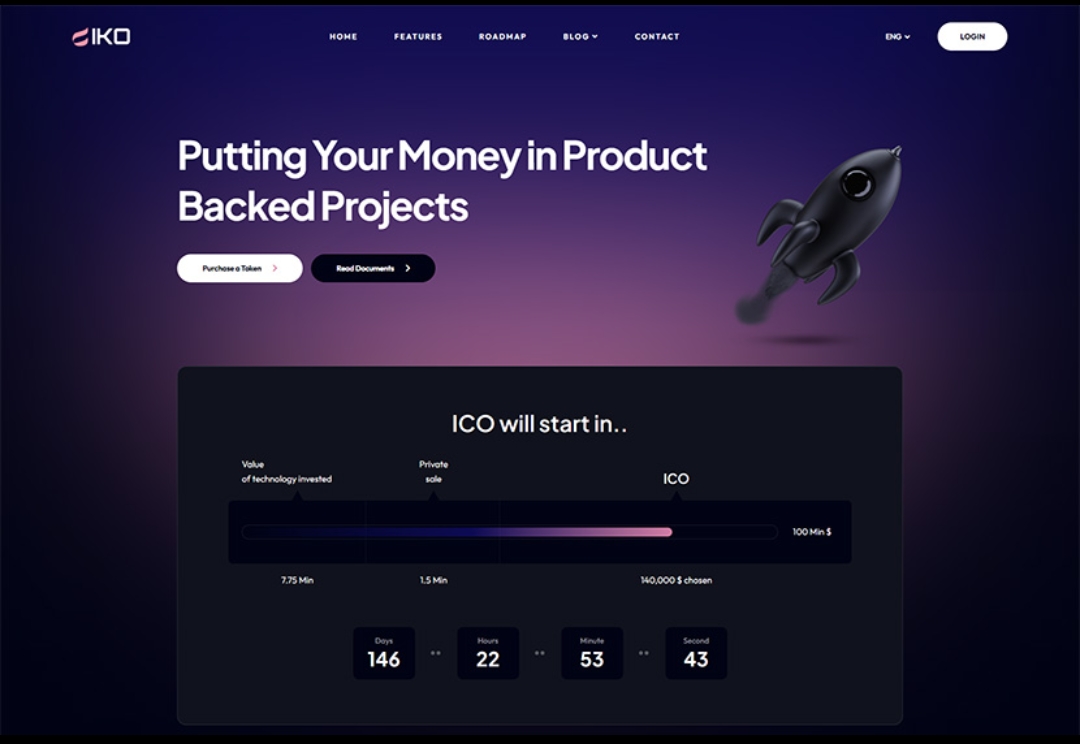 IKO
HOME FEATURES ROADMAP BLOG CONTACT ENG LOGIN
Putting Your Money in Product
Backed Projects
Purchase a Token Read Documents
ICO will start in..
Value
of technology invested
Private
sale
ICO
100 Min $
7.75 Min 1.5 Min 140,000 $ chosen
Days Hours Minute Second
146 22 53 43